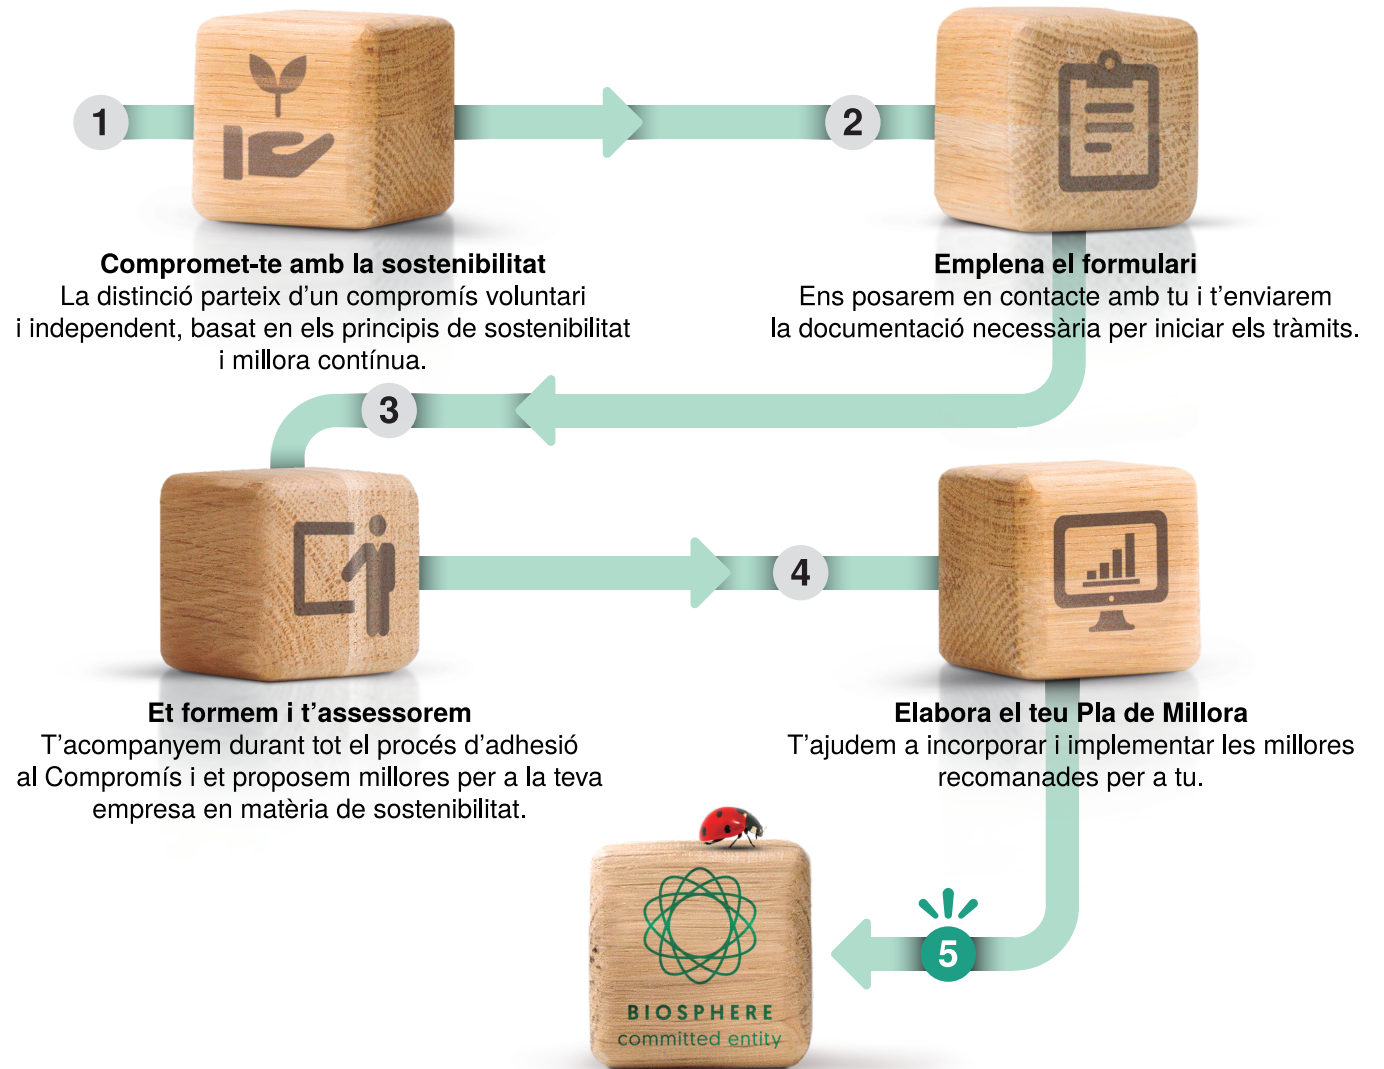 1
2
Compromet-te amb la sostenibilitat
La distinció parteix d’un compromís voluntari
i independent, basat en els principis de sostenibilitat
i millora contínua.
Emplena el formulari
Ens posarem en contacte amb tu i t’enviarem
la documentació necessària per iniciar els tràmits.
3
4
Et formem i t’assessorem
T’acompanyem durant tot el procés d’adhesió
al Compromís i et proposem millores per a la teva
empresa en matèria de sostenibilitat.
Elabora el teu Pla de Millora
T’ajudem a incorporar i implementar les millores
recomanades per a tu.
5
BIOSPHERE
committed entity